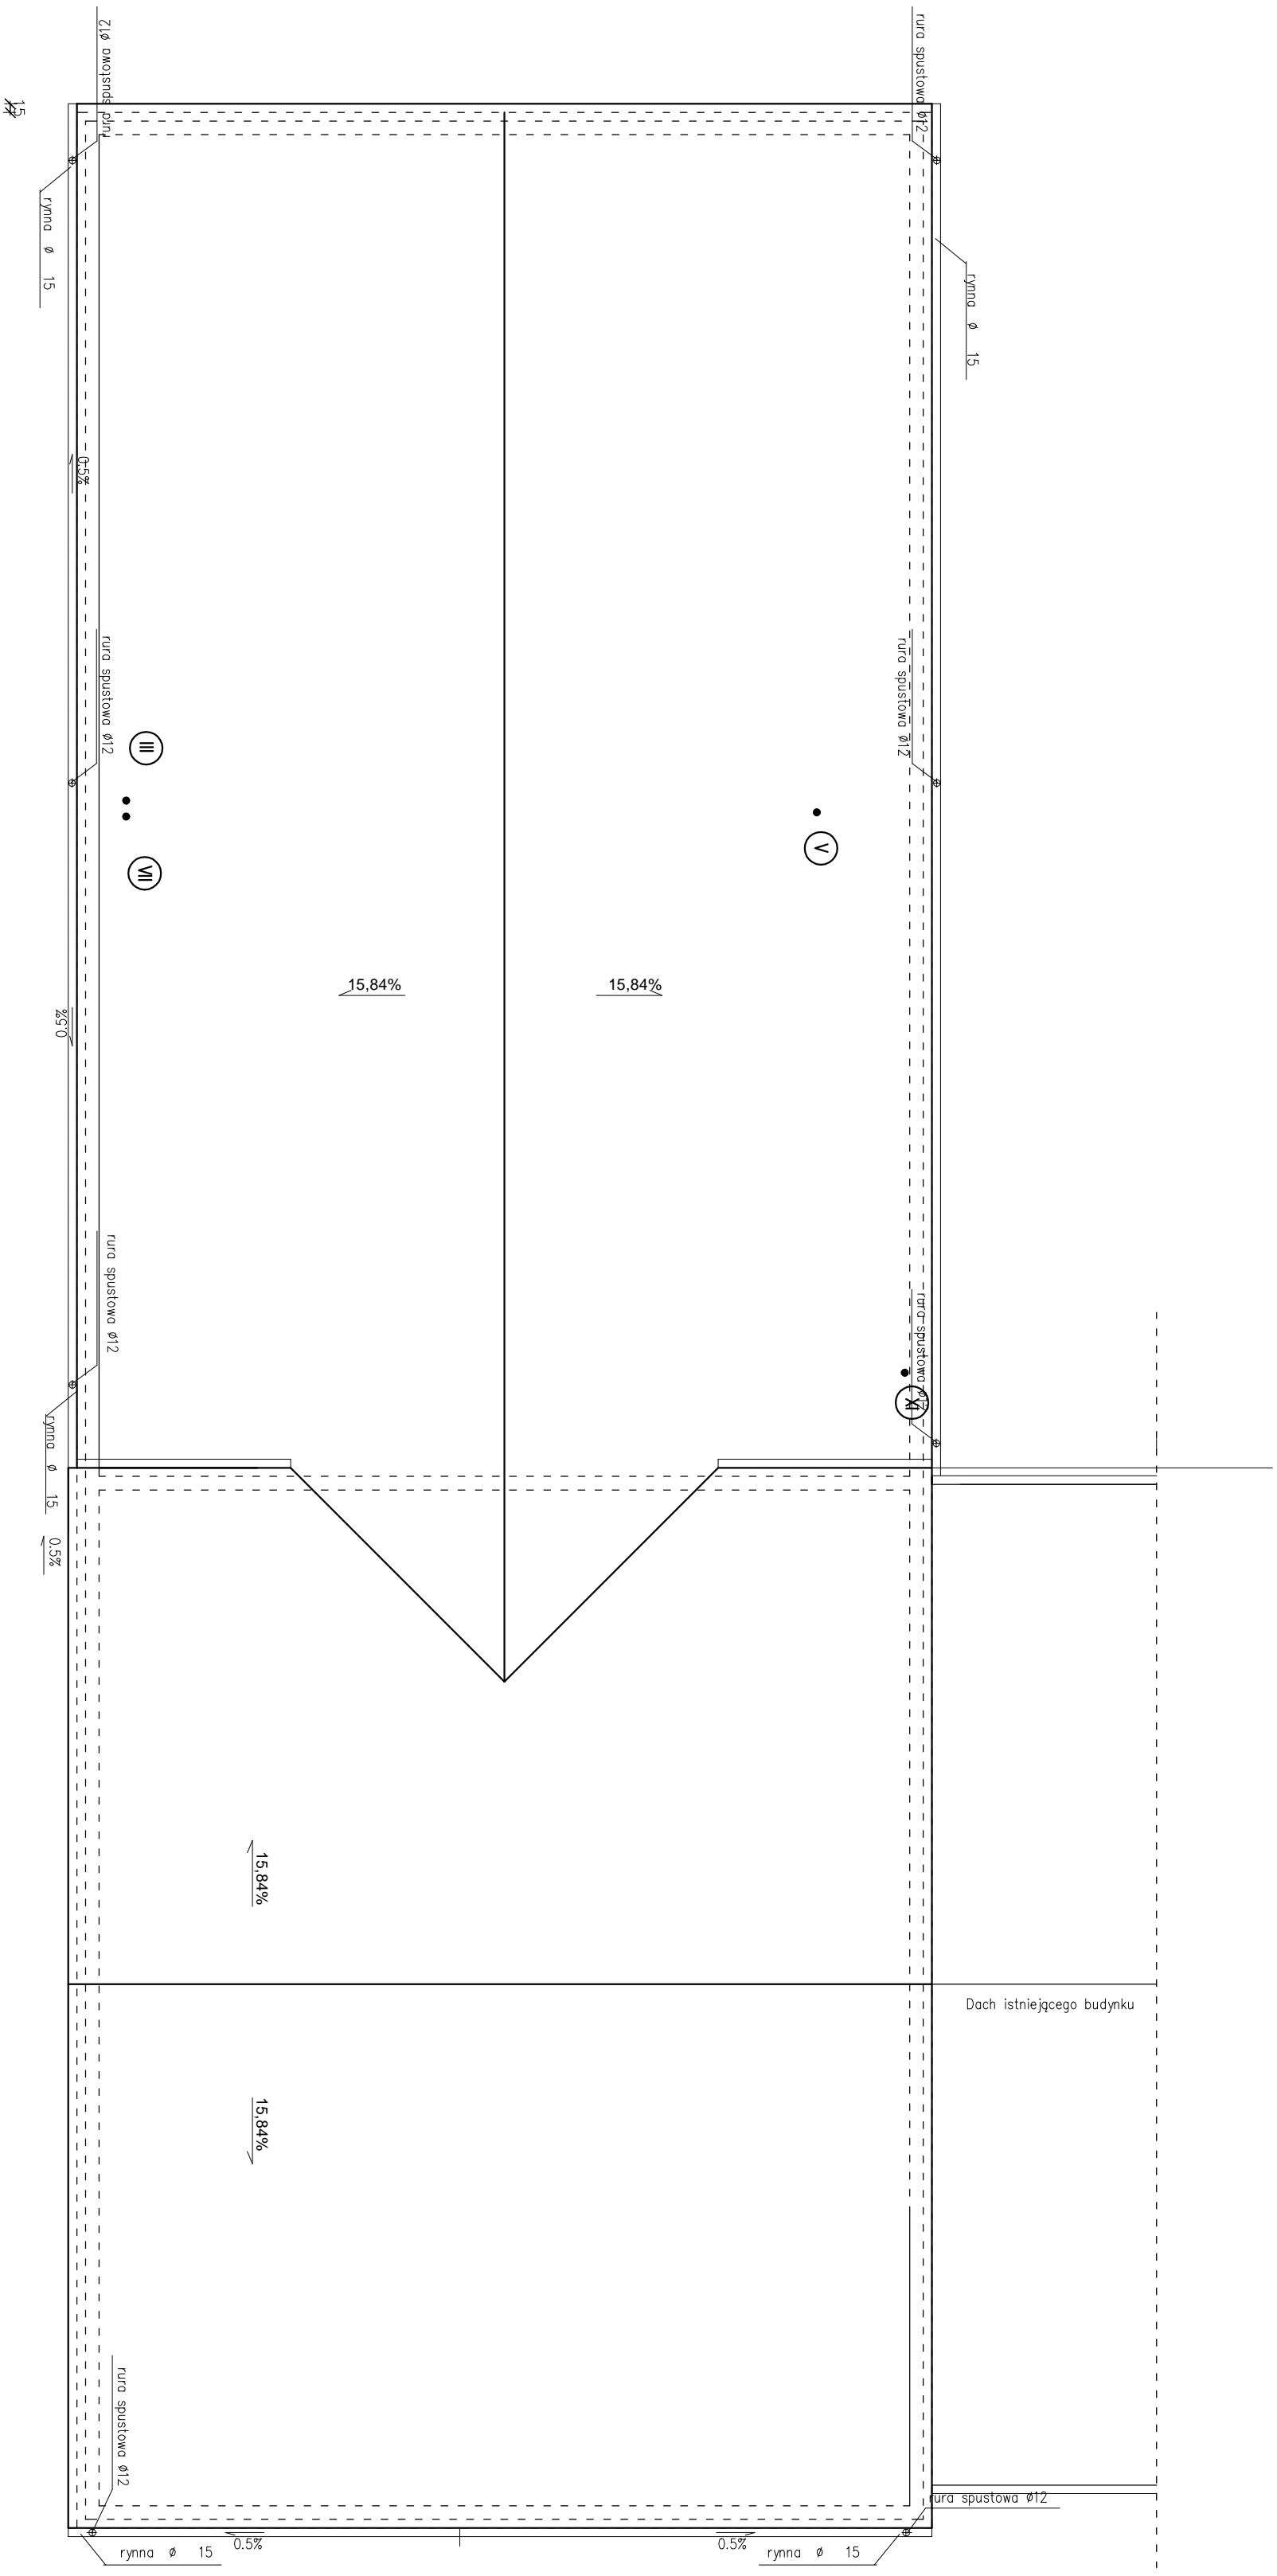 rura spustowa Ø12
rura spustowa Ø12
15
rynna ø 15
rynna ø 15
0.5%
rura spustowa Ø12
rura spustowa Ø12
III
V
VII
15,84%
15,84%
0.5%
rura spustowa Ø12
rura spustowa Ø12
XI
rynna ø 15
0.5%
15,84%
Dach istniejącego budynku
15,84%
rura spustowa Ø12
rura spustowa Ø12
0.5%
0.5%
rynna ø 15
rynna ø 15